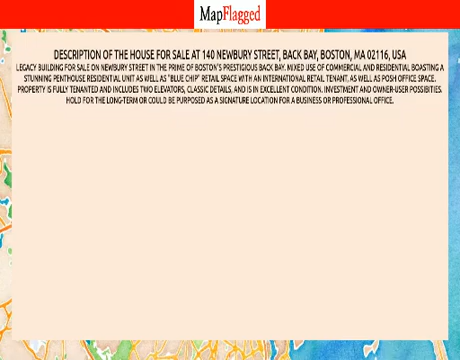 MapFlagged
DESCRIPTION OF THE HOUSE FOR SALE AT 140 NEWBURY STREET, BACK BAY, BOSTON, MA 02116, USA
LEGACY BUILDING FOR SALE ON NEWBURY STREET IN THE PRIME OF BOSTON'S PRESTIGIOUS BACK BAY. MIXED USE OF COMMERCIAL AND RESIDENTIAL BOASTING A
STUNNING PENTHOUSE RESIDENTIAL UNIT AS WELL AS "BLUE CHIP" RETAIL SPACE WITH AN INTERNATIONAL RETAIL TENANT, AS WELL AS POSH OFFICE SPACE.
PROPERTY IS FULLY TENANTED AND INCLUDES TWO ELEVATORS, CLASSIC DETAILS, AND IS IN EXCELLENT CONDITION. INVESTMENT AND OWNER-USER POSSIBITIES.
HOLD FOR THE LONG-TERM OR COULD BE PURPOSED AS A SIGNATURE LOCATION FOR A BUSINESS OR PROFESSIONAL OFFICE.